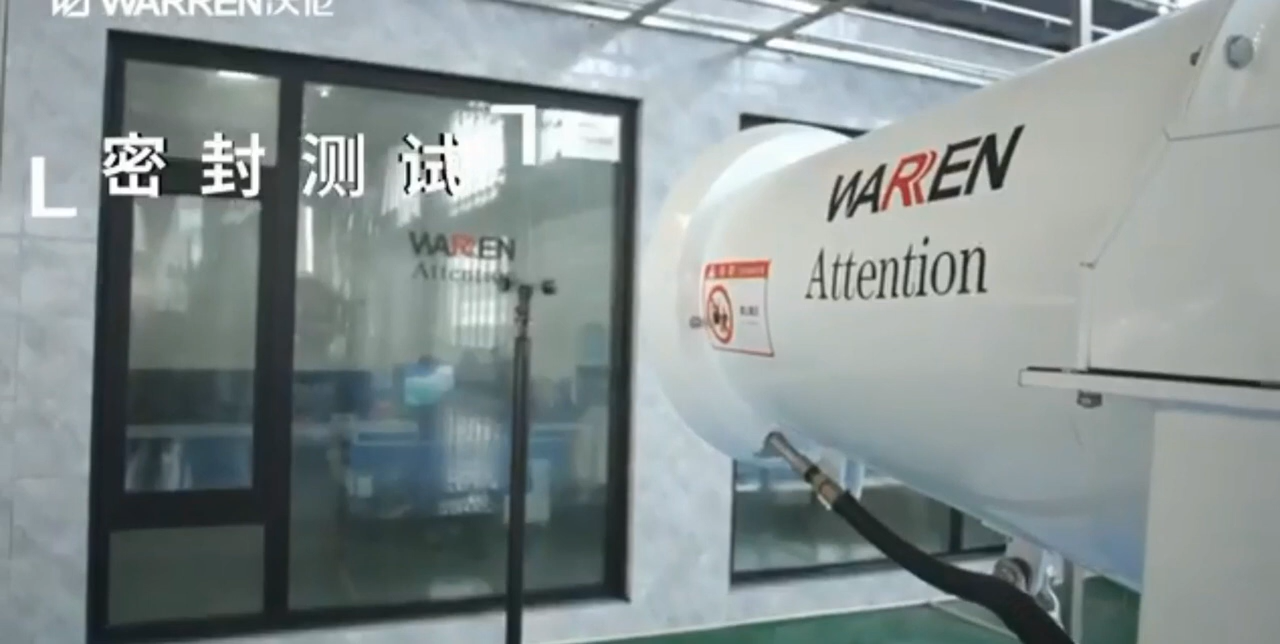 WARREN沃伦
密封测试
WARREN
Attention
WARREN
Attention